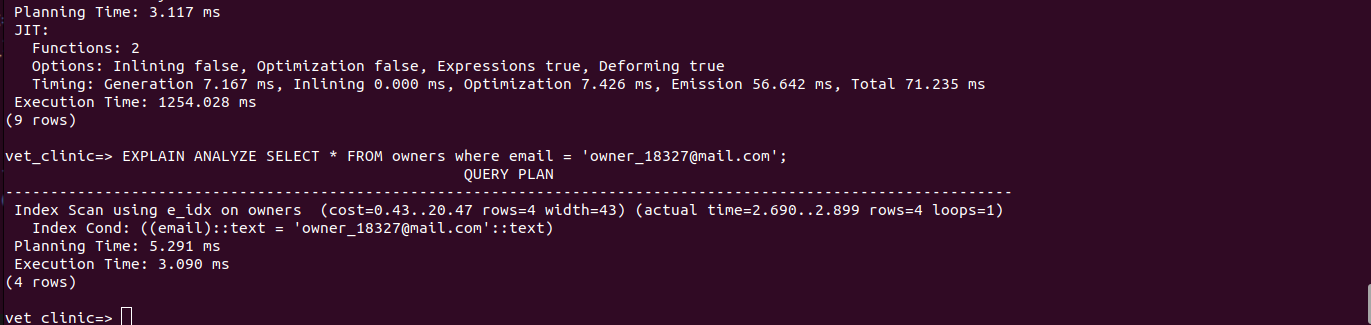 Planning Time: 3.117 ms
JIT:
  Functions: 2
  Options: Inlining false, Optimization false, Expressions true, Deforming true
  Timing: Generation 7.167 ms, Inlining 0.000 ms, Optimization 7.426 ms, Emission 56.642 ms, Total 71.235 ms
Execution Time: 1254.028 ms
(9 rows)

vet_clinic=> EXPLAIN ANALYZE SELECT * FROM owners where email = 'owner_18327@mail.com';
QUERY PLAN
----------------------------------------------------------------------------------------------------------------
Index Scan using e_idx on owners  (cost=0.43..20.47 rows=4 width=43) (actual time=2.690..2.899 rows=4 loops=1)
  Index Cond: ((email)::text = 'owner_18327@mail.com'::text)
Planning Time: 5.291 ms
Execution Time: 3.090 ms
(4 rows)

vet_clinic=>